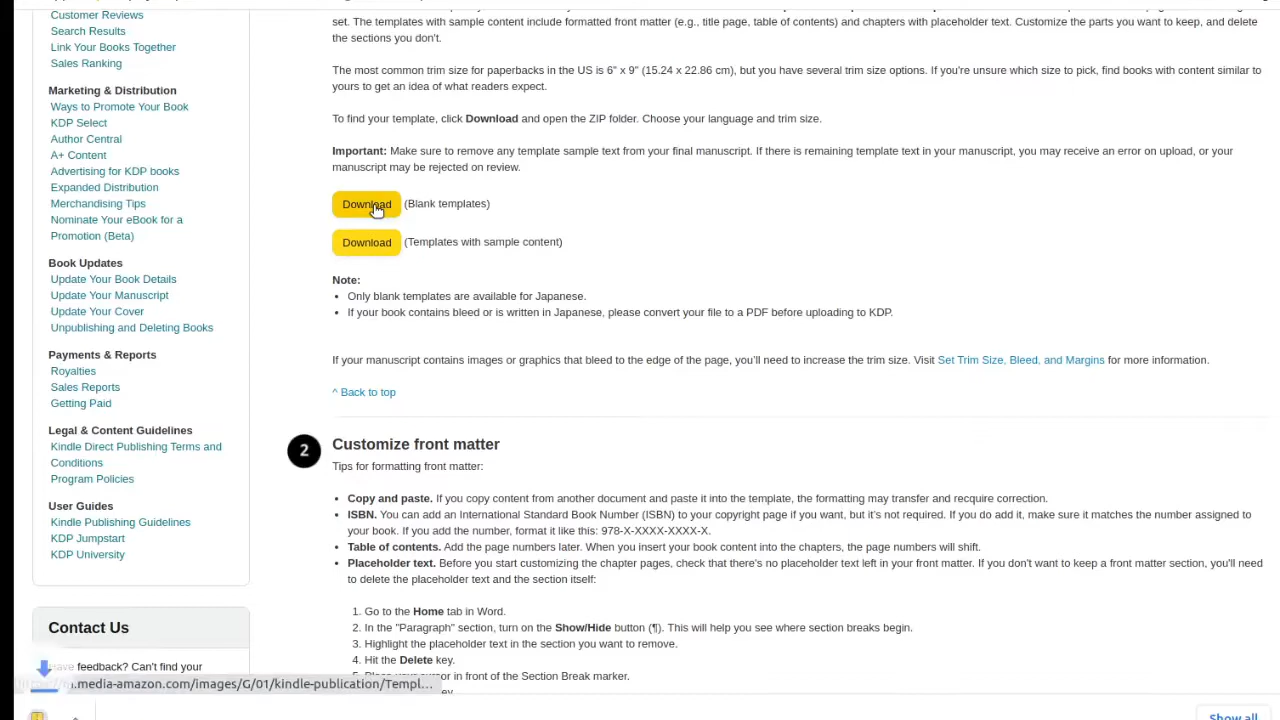 Customer Reviews
Search Results
Link Your Books Together
Sales Ranking
Marketing & Distribution
Ways to Promote Your Book
KDP Select
Author Central
A+ Content
Advertising for KDP books
Expanded Distribution
Merchandising Tips
Nominate Your eBook for a
Promotion (Beta)
Book Updates
Update Your Book Details
Update Your Manuscript
Update Your Cover
Unpublishing and Deleting Books
Payments & Reports
Royalties
Sales Reports
Getting Paid
Legal & Content Guidelines
Kindle Direct Publishing Terms and
Conditions
Program Policies
User Guides
Kindle Publishing Guidelines
KDP Jumpstart
KDP University
Contact Us
feedback? Can't find your
.media-amazon.com/images/G/01/kindle-publication/Templ…
set. The templates with sample content include formatted front matter (e.g., title page, table of contents) and chapters with placeholder text. Customize the parts you want to keep, and delete
the sections you don't.
The most common trim size for paperbacks in the US is 6" x 9" (15.24 x 22.86 cm), but you have several trim size options. If you're unsure which size to pick, find books with content similar to
yours to get an idea of what readers expect.
To find your template, click Download and open the ZIP folder. Choose your language and trim size.
Important: Make sure to remove any template sample text from your final manuscript. If there is remaining template text in your manuscript, you may receive an error on upload, or your
manuscript may be rejected on review.
Download (Blank templates)
Download (Templates with sample content)
Note:
• Only blank templates are available for Japanese.
• If your book contains bleed or is written in Japanese, please convert your file to a PDF before uploading to KDP.
If your manuscript contains images or graphics that bleed to the edge of the page, you'll need to increase the trim size. Visit Set Trim Size, Bleed, and Margins for more information.
^ Back to top
2 Customize front matter
Tips for formatting front matter:
• Copy and paste. If you copy content from another document and paste it into the template, the formatting may transfer and recquire correction.
• ISBN. You can add an International Standard Book Number (ISBN) to your copyright page if you want, but it's not required. If you do add it, make sure it matches the number assigned to
your book. If you add the number, format it like this: 978-X-XXXX-XXXX-X.
• Table of contents. Add the page numbers later. When you insert your book content into the chapters, the page numbers will shift.
• Placeholder text. Before you start customizing the chapter pages, check that there's no placeholder text left in your front matter. If you don't want to keep a front matter section, you'll need
to delete the placeholder text and the section itself:
1. Go to the Home tab in Word.
2. In the "Paragraph" section, turn on the Show/Hide button (¶). This will help you see where section breaks begin.
3. Highlight the placeholder text in the section you want to remove.
4. Hit the Delete key.
5. Place your cursor in front of the Section Break marker.
Show all